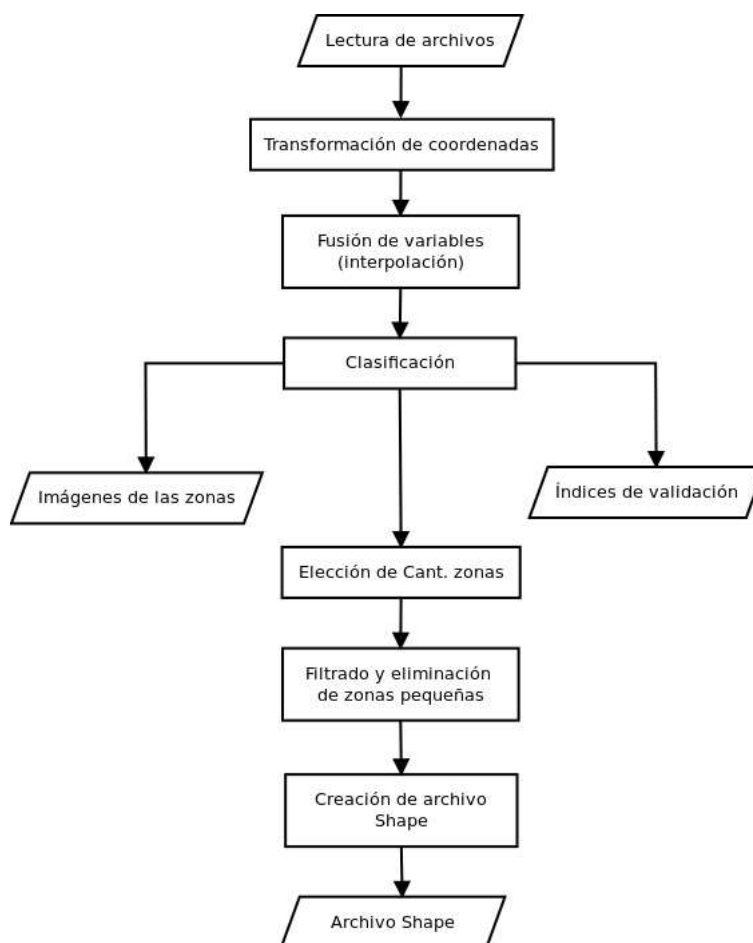 Lectura de archivos
Transformación de coordenadas
Fusión de variables
(interpolación)
Clasificación
Imágenes de las zonas
Índices de validación
Elección de Cant. zonas
Filtrado y eliminación
de zonas pequeñas
Creación de archivo
Shape
Archivo Shape